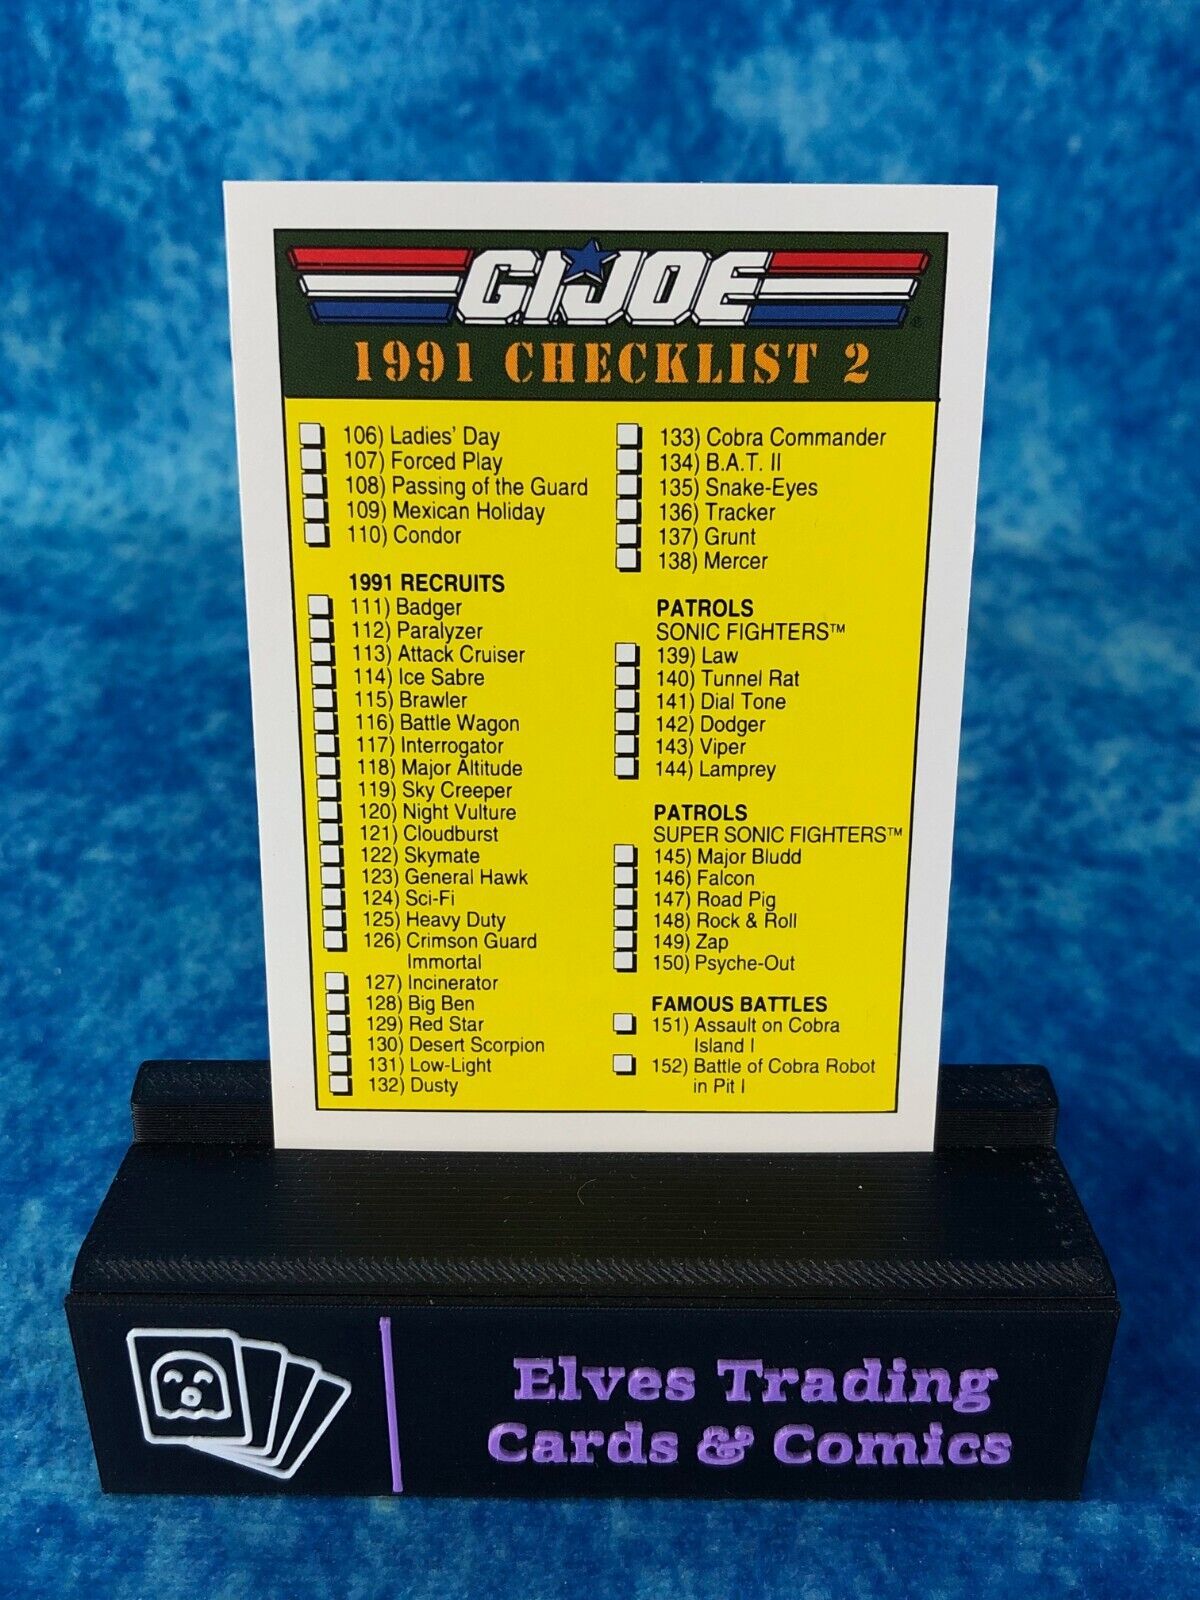 G.I.JOE
1991 CHECKLIST 2
106) Ladies' Day
107) Forced Play
108) Passing of the Guard
109) Mexican Holiday
110) Condor
1991 RECRUITS
111) Badger
112) Paralyzer
113) Attack Cruiser
114) Ice Sabre
115) Brawler
116) Battle Wagon
117) Interrogator
118) Major Altitude
119) Sky Creeper
120) Night Vulture
121) Cloudburst
122) Skymate
123) General Hawk
124) Sci-Fi
125) Heavy Duty
126) Crimson Guard
Immortal
127) Incinerator
128) Big Ben
129) Red Star
130) Desert Scorpion
131) Low-Light
132) Dusty
133) Cobra Commander
134) B.A.T. II
135) Snake-Eyes
136) Tracker
137) Grunt
138) Mercer
PATROLS
SONIC FIGHTERS™
139) Law
140) Tunnel Rat
141) Dial Tone
142) Dodger
143) Viper
144) Lamprey
PATROLS
SUPER SONIC FIGHTERS™
145) Major Bludd
146) Falcon
147) Road Pig
148) Rock & Roll
149) Zap
150) Psyche-Out
FAMOUS BATTLES
151) Assault on Cobra
Island I
152) Battle of Cobra Robot
in Pit I
Elves Trading
Cards & Comics